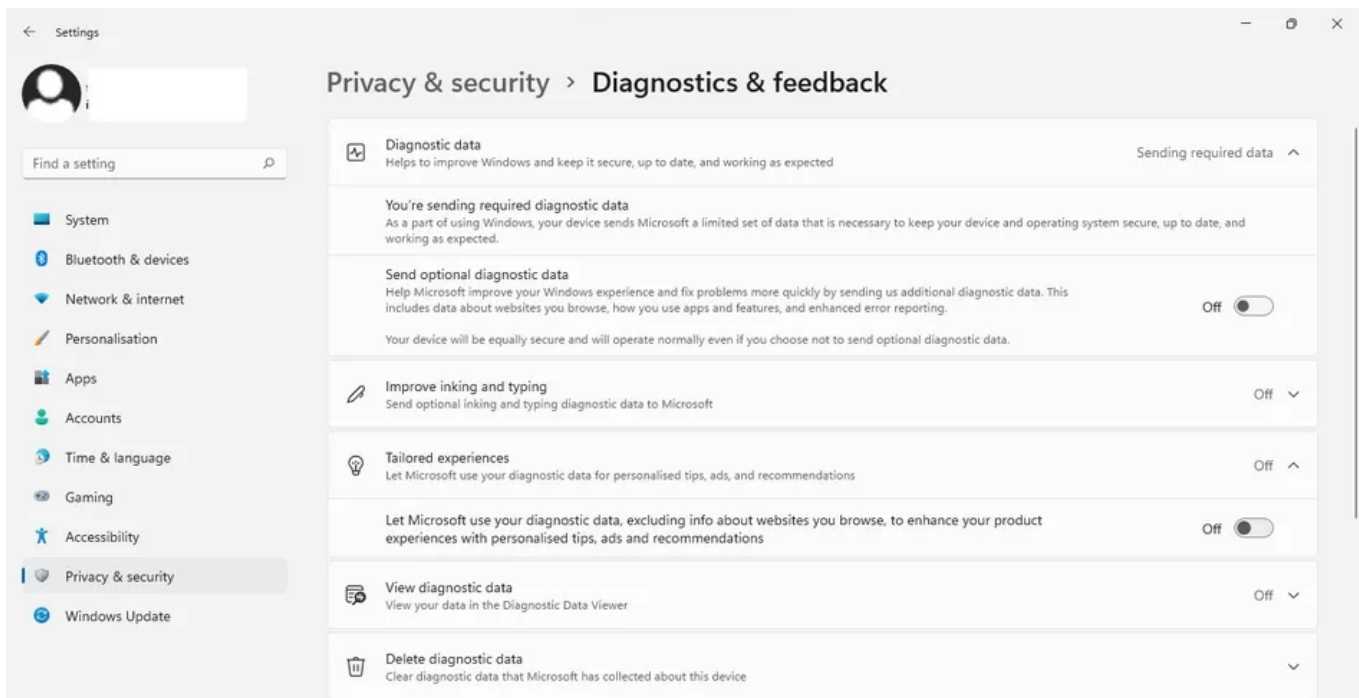 Settings
Find a setting
System
Bluetooth & devices
Network & internet
Personalisation
Apps
Accounts
Time & language
Gaming
Accessibility
Privacy & security
Windows Update
Privacy & security > Diagnostics & feedback
Diagnostic data
Helps to improve Windows and keep it secure, up to date, and working as expected
Sending required data
You're sending required diagnostic data
As a part of using Windows, your device sends Microsoft a limited set of data that is necessary to keep your device and operating system secure, up to date, and
working as expected.
Send optional diagnostic data
Help Microsoft improve your Windows experience and fix problems more quickly by sending us additional diagnostic data. This
includes data about websites you browse, how you use apps and features, and enhanced error reporting.
Off
Your device will be equally secure and will operate normally even if you choose not to send optional diagnostic data.
Improve inking and typing
Send optional inking and typing diagnostic data to Microsoft
Off
Tailored experiences
Let Microsoft use your diagnostic data for personalised tips, ads, and recommendations
Off
Let Microsoft use your diagnostic data, excluding info about websites you browse, to enhance your product
experiences with personalised tips, ads and recommendations
Off
View diagnostic data
View your data in the Diagnostic Data Viewer
Off
Delete diagnostic data
Clear diagnostic data that Microsoft has collected about this device